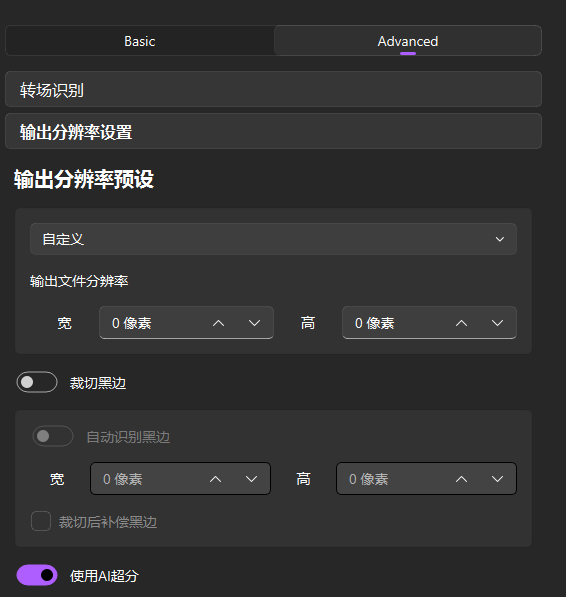 Basic Advanced
转场识别
输出分辨率设置
输出分辨率预设
自定义
输出文件分辨率
宽 0 像素 高 0 像素
裁切黑边
自动识别黑边
宽 0 像素 高 0 像素
裁切后补偿黑边
使用AI超分